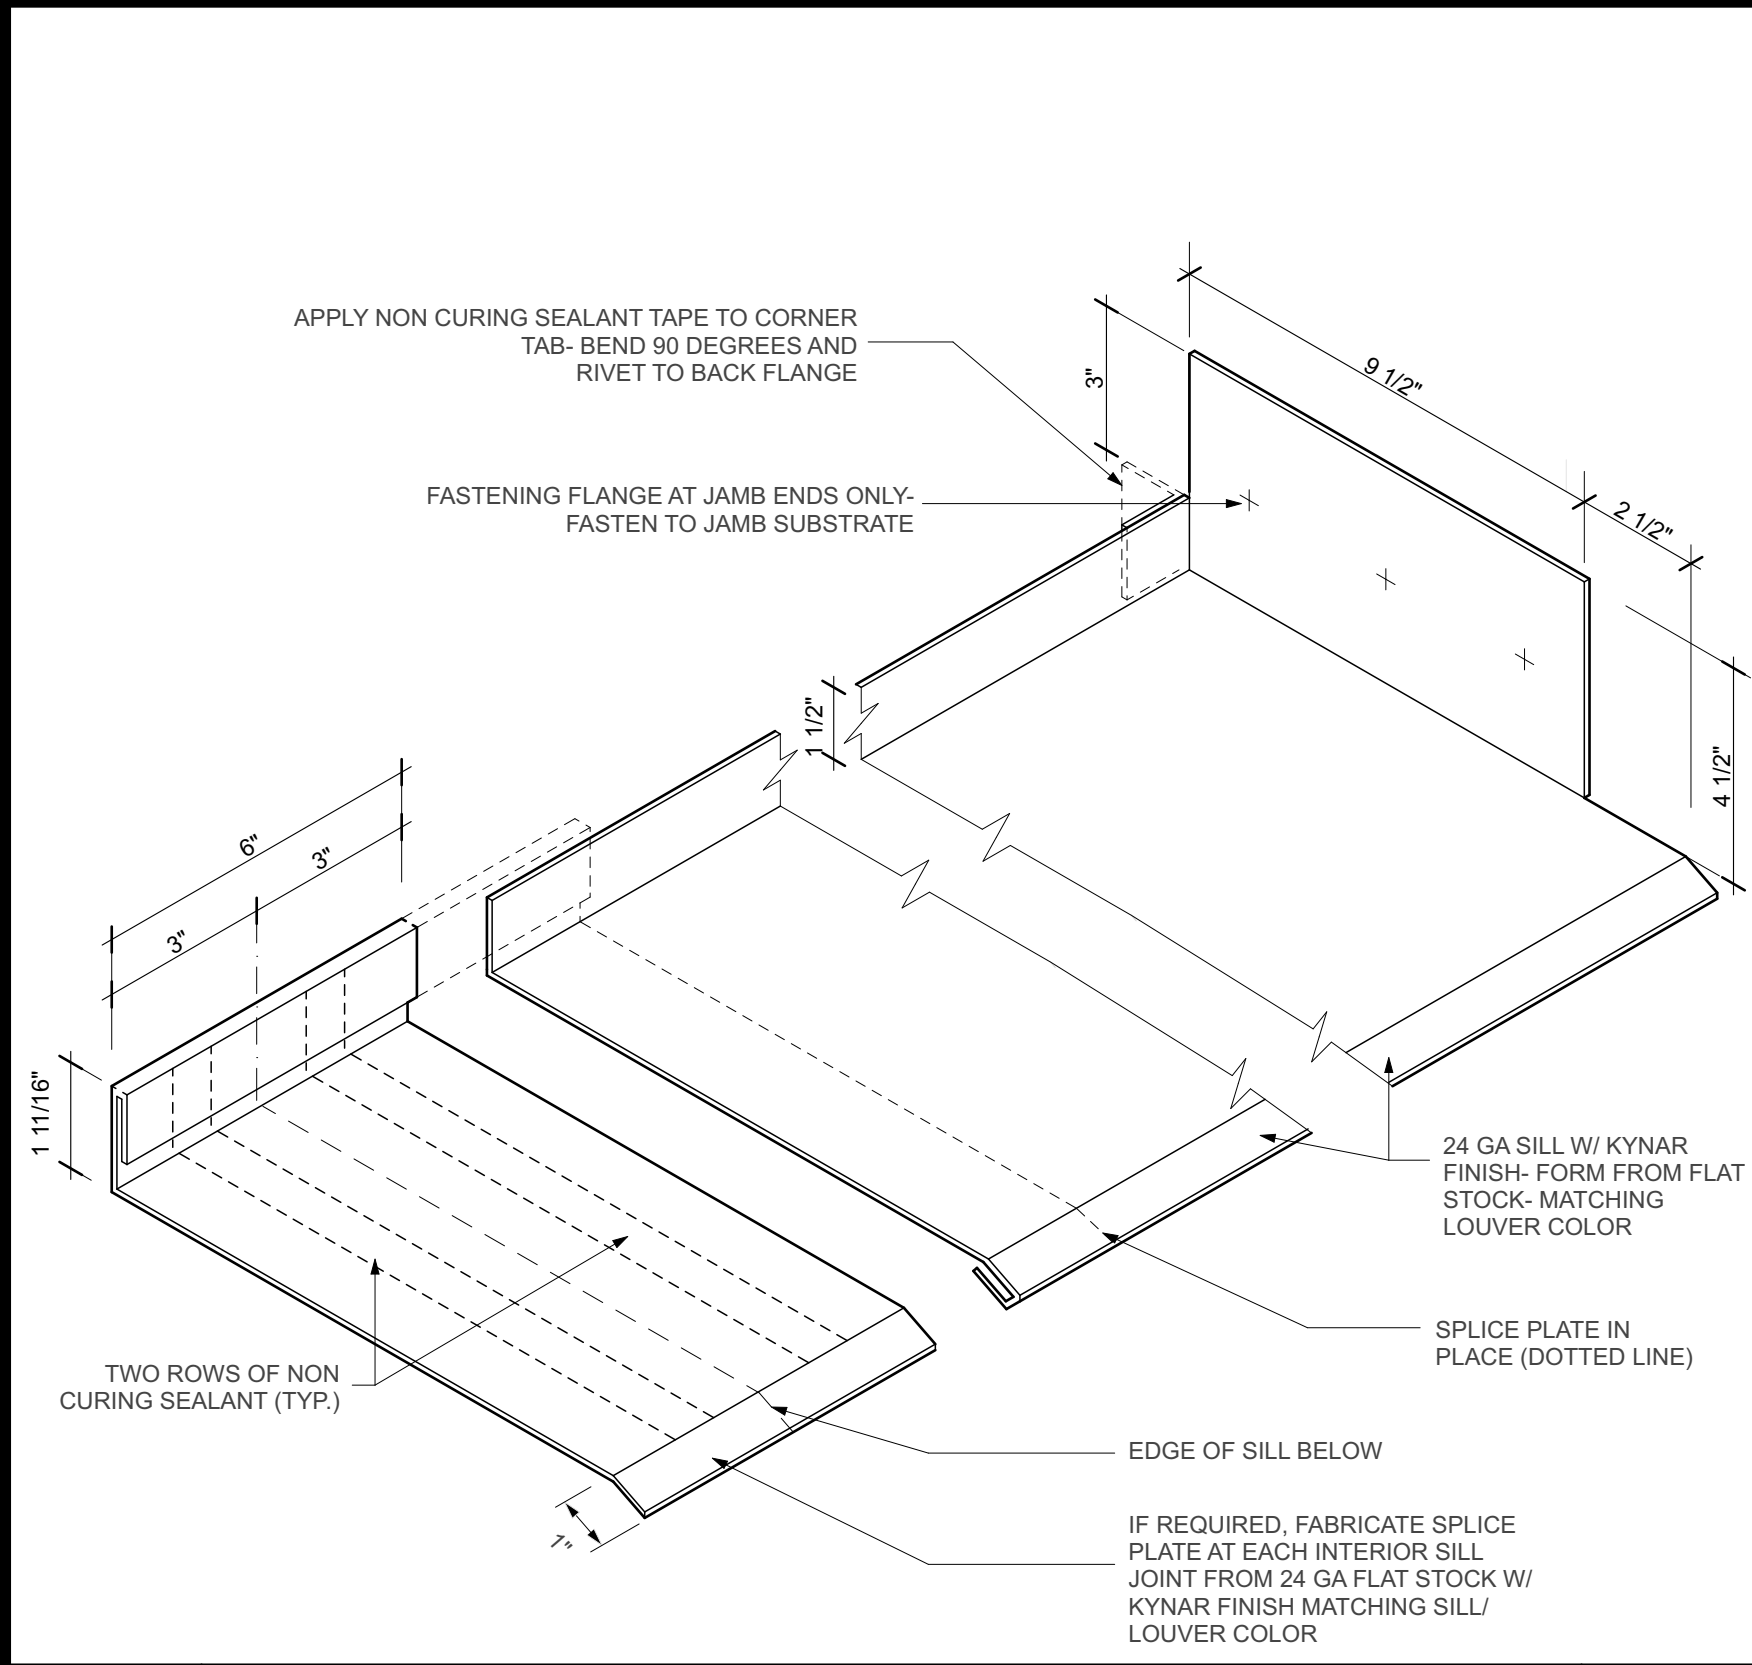 APPLY NON CURING SEALANT TAPE TO CORNER
TAB- BEND 90 DEGREES AND
RIVET TO BACK FLANGE
3"
9 1/2"
FASTENING FLANGE AT JAMB ENDS ONLY-
FASTEN TO JAMB SUBSTRATE
2 1/2"
1 1/2"
4 1/2"
6"
3"
3"
1 11/16"
24 GA SILL W/ KYNAR
FINISH- FORM FROM FLAT
STOCK- MATCHING
LOUVER COLOR
SPLICE PLATE IN
PLACE (DOTTED LINE)
TWO ROWS OF NON
CURING SEALANT (TYP.)
EDGE OF SILL BELOW
1"
IF REQUIRED, FABRICATE SPLICE
PLATE AT EACH INTERIOR SILL
JOINT FROM 24 GA FLAT STOCK W/
KYNAR FINISH MATCHING SILL/
LOUVER COLOR